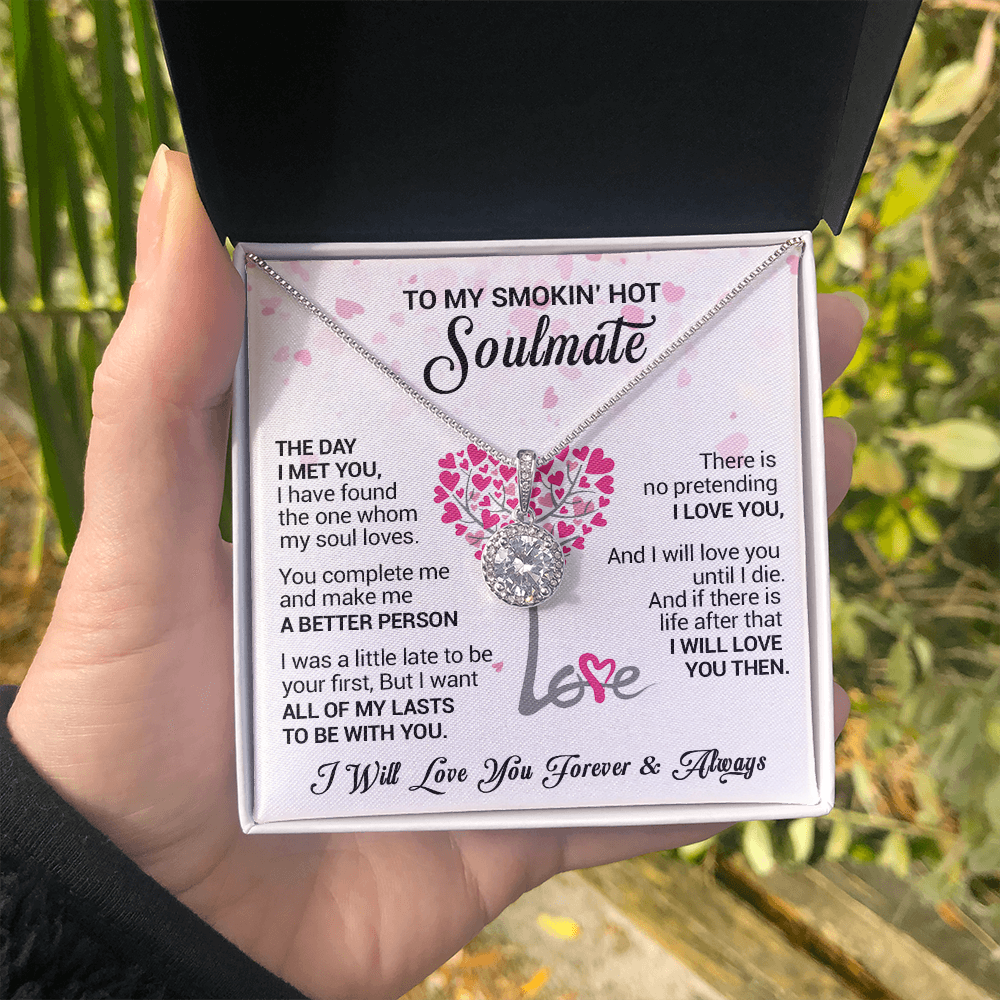 TO MY SMOKIN' HOT
Soulmate
THE DAY
I MET YOU,
I have found
the one whom
my soul loves.
You complete me
and make me
A BETTER PERSON
I was a little late to be
your first, But I want
ALL OF MY LASTS
TO BE WITH YOU.
There is
no pretending
I LOVE YOU,
And I will love you
until I die.
And if there is
life after that
I WILL LOVE
YOU THEN.
Love
I Will Love You Forever & Always